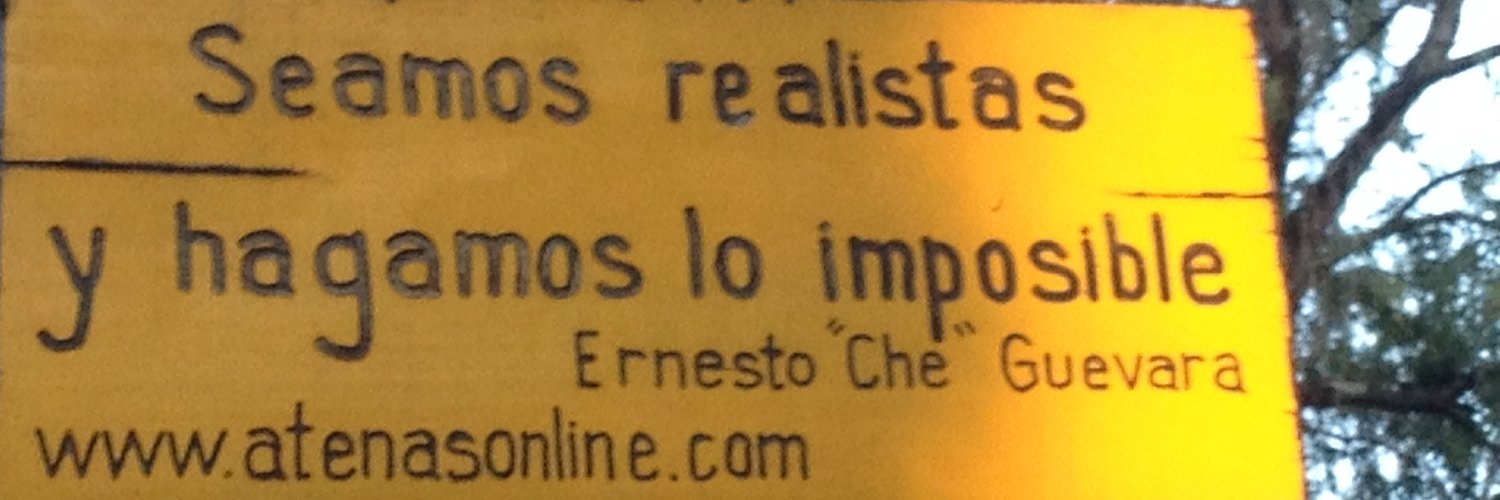 Seamos realistas
y hagamos lo imposible
Ernesto "Che" Guevara
www.atenasonline.com